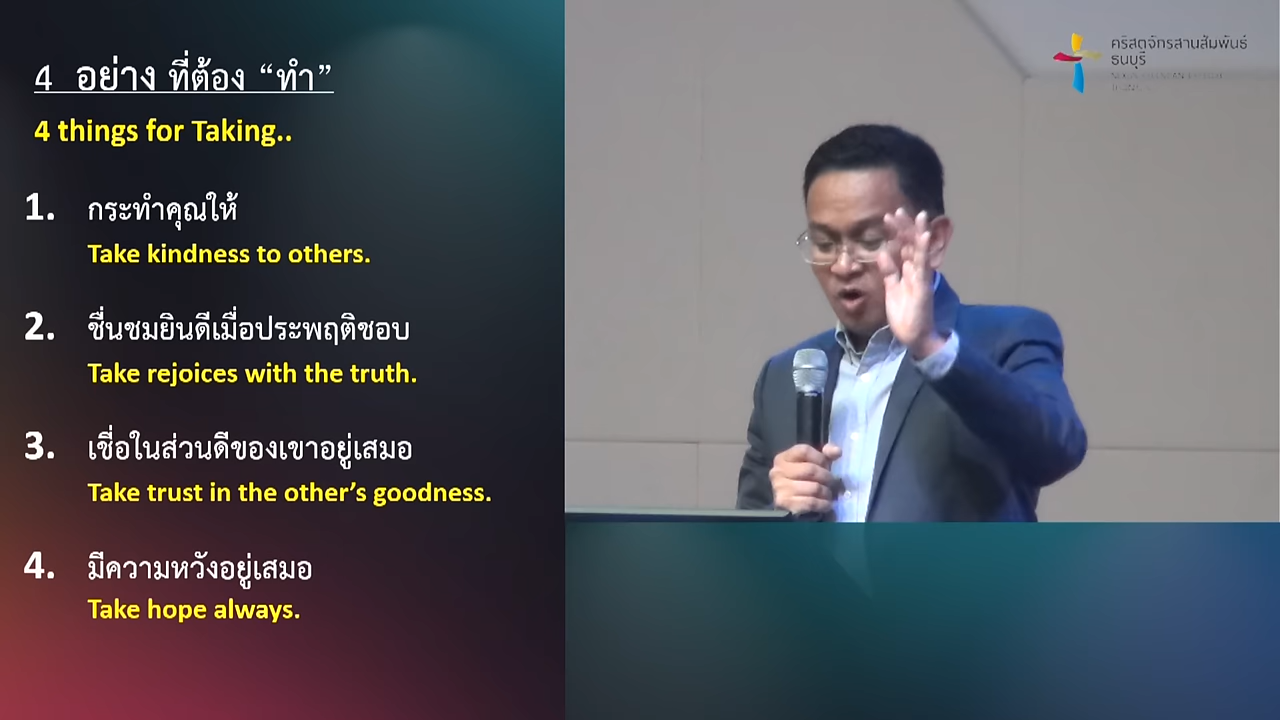 4 อย่าง ที่ต้อง “ทำ”
4 things for Taking..
1. กระทำคุณให้
Take kindness to others.
2. ชื่นชมยินดีเมื่อประพฤติชอบ
Take rejoices with the truth.
3. เชื่อในส่วนดีของเขาอยู่เสมอ
Take trust in the other’s goodness.
4. มีความหวังอยู่เสมอ
Take hope always.
คริสตจักรสานสัมพันธ์
ธนบุรี